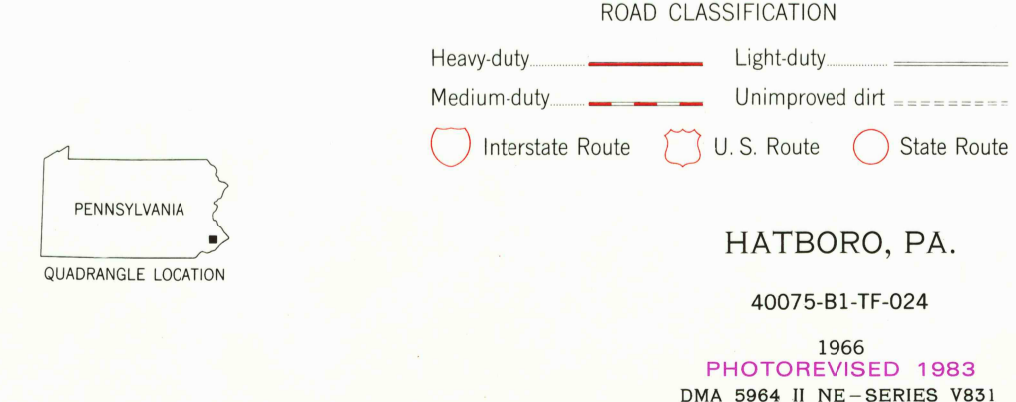 ROAD CLASSIFICATION
Heavy-duty Light-duty
Medium-duty Unimproved dirt
Interstate Route U. S. Route State Route
PENNSYLVANIA
QUADRANGLE LOCATION
HATBORO, PA.
40075-B1-TF-024
1966
PHOTOREVISED 1983
DMA 5964 II NE–SERIES V831